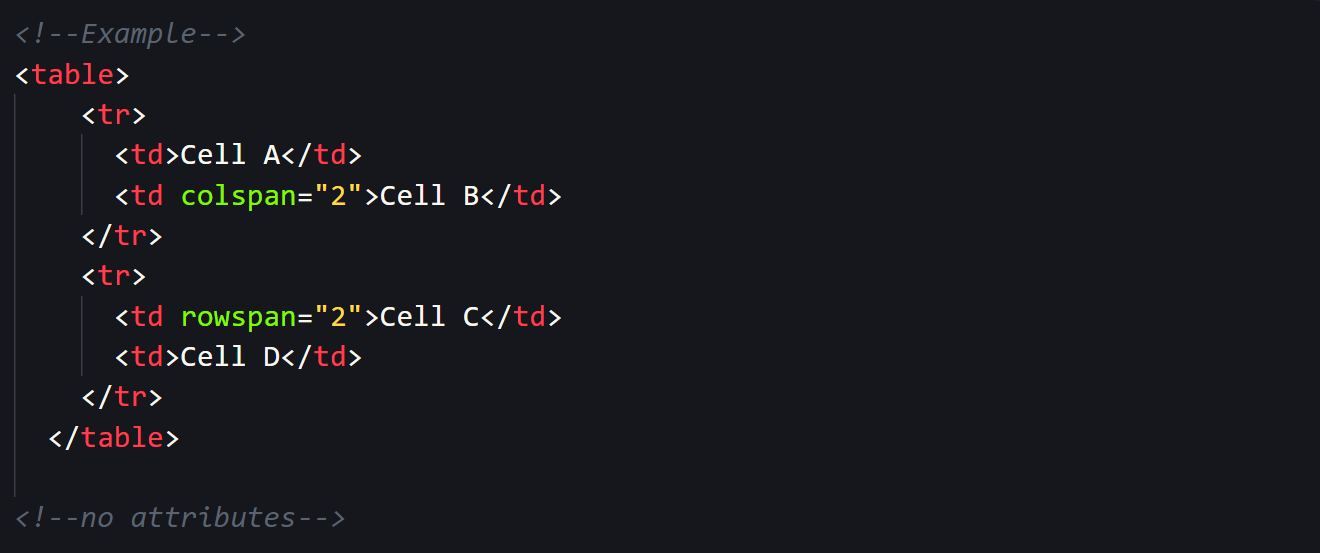 <!--Example-->
<table>
    <tr>
      <td>Cell A</td>
      <td colspan="2">Cell B</td>
    </tr>
    <tr>
      <td rowspan="2">Cell C</td>
      <td>Cell D</td>
    </tr>
  </table>
<!--no attributes-->